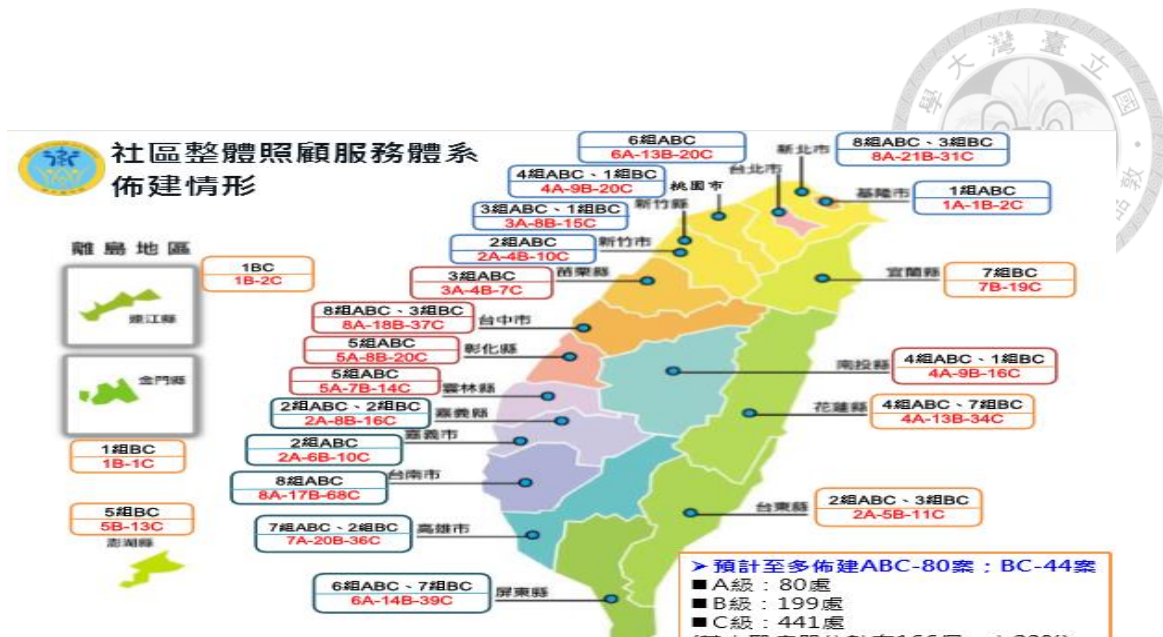 社區整體照顧服務體系
佈建情形
離島地區
6組ABC
6A-13B-20C
台北市
新北市
8組ABC、3組BC
8A-21B-31C
4組ABC、1組BC
4A-9B-20C
桃園市
基隆市
1組ABC
1A-1B-2C
3組ABC、1組BC
3A-8B-15C
新竹縣
2組ABC
2A-4B-10C
新竹市
1BC
1B-2C
連江縣
3組ABC
3A-4B-7C
苗栗縣
宜蘭縣
7組BC
7B-19C
8組ABC、3組BC
8A-18B-37C
台中市
5組ABC
5A-8B-20C
彰化縣
南投縣
4組ABC、1組BC
4A-9B-16C
金門縣
5組ABC
5A-7B-14C
雲林縣
2組ABC、2組BC
2A-8B-16C
嘉義縣
花蓮縣
4組ABC、7組BC
4A-13B-34C
1組BC
1B-1C
2組ABC
2A-6B-10C
嘉義市
8組ABC
8A-17B-68C
台南市
5組BC
5B-13C
澎湖縣
7組ABC、2組BC
7A-20B-36C
高雄市
台東縣
2組ABC、3組BC
2A-5B-11C
6組ABC、7組BC
6A-14B-39C
屏東縣
➢預計至多佈建ABC-80案；BC-44案
■A級：80處
■B級：199處
■C級：441處